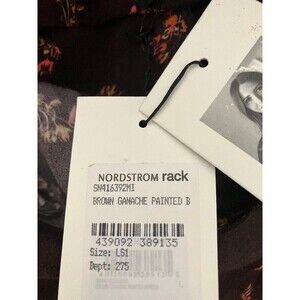 NORDSTROM rack
SN416392MI
BROWN GANACHE PAINTED B
439092 389135
Size: LS1
Dept: 275